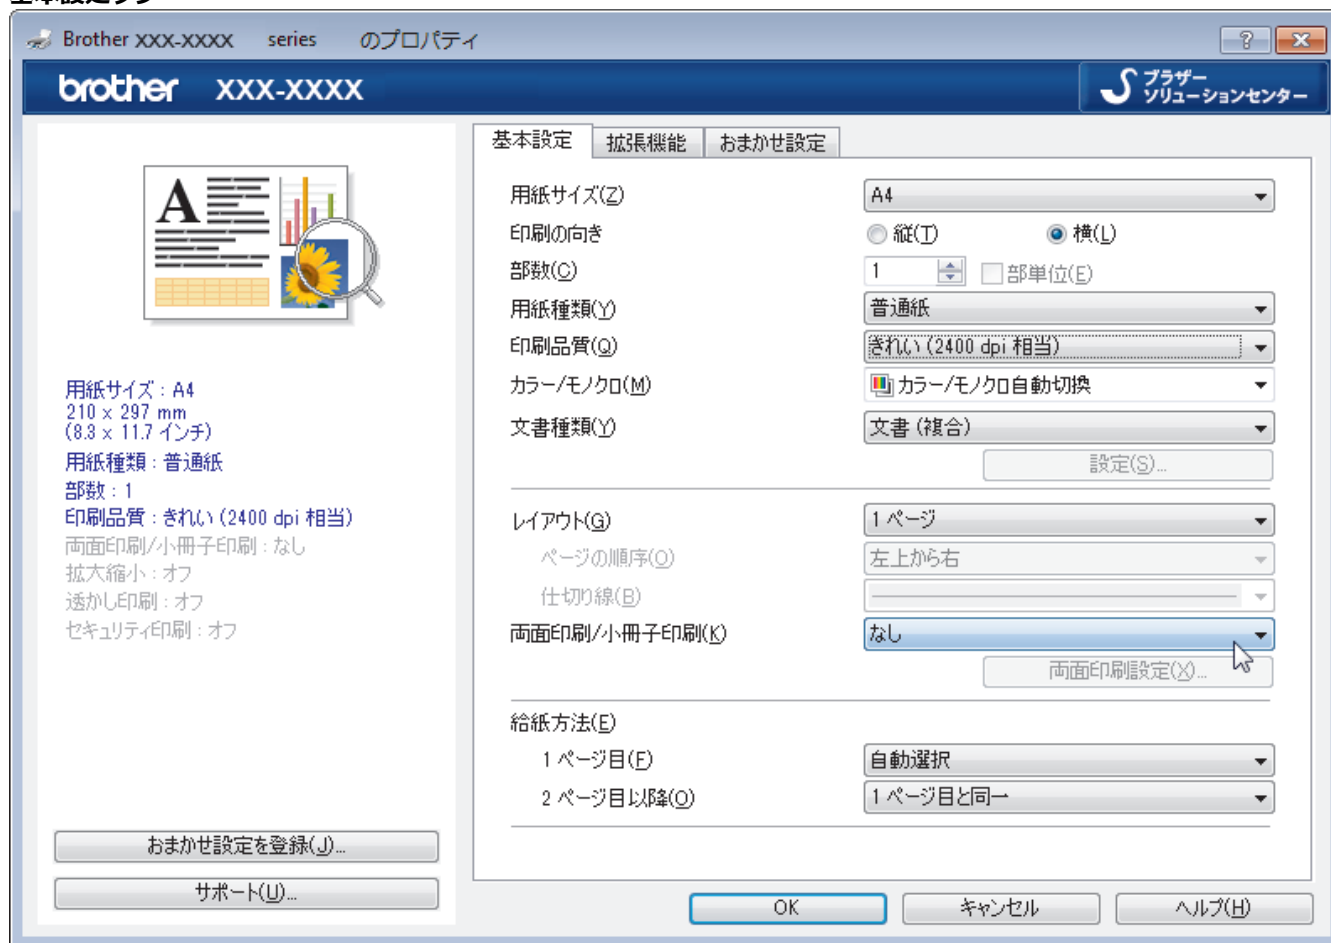 Brother XXX-XXXX series のプロパティ
brother XXX-XXXX
ブラザー
ソリューションセンター
A
用紙サイズ : A4
210 x 297 mm
(8.3 x 11.7 インチ)
用紙種類 : 普通紙
部数 : 1
印刷品質 : きれい (2400 dpi 相当)
両面印刷/小冊子印刷 : なし
拡大縮小 : オフ
透かし印刷 : オフ
セキュリティ印刷 : オフ
おまかせ設定を登録(J)...
サポート(U)...
基本設定 拡張機能 おまかせ設定
用紙サイズ(Z) A4
印刷の向き 縦(T) 横(L)
部数(C) 1 部単位(E)
用紙種類(Y) 普通紙
印刷品質(Q) きれい (2400 dpi 相当)
カラー/モノクロ(M) カラー/モノクロ自動切換
文書種類(Y) 文書 (複合)
設定(S)...
レイアウト(G) 1 ページ
ページの順序(O) 左上から右
仕切り線(B)
両面印刷/小冊子印刷(K) なし
両面印刷設定(X)...
給紙方法(E)
1 ページ目(F) 自動選択
2 ページ目以降(O) 1 ページ目と同一
OK キャンセル ヘルプ(H)